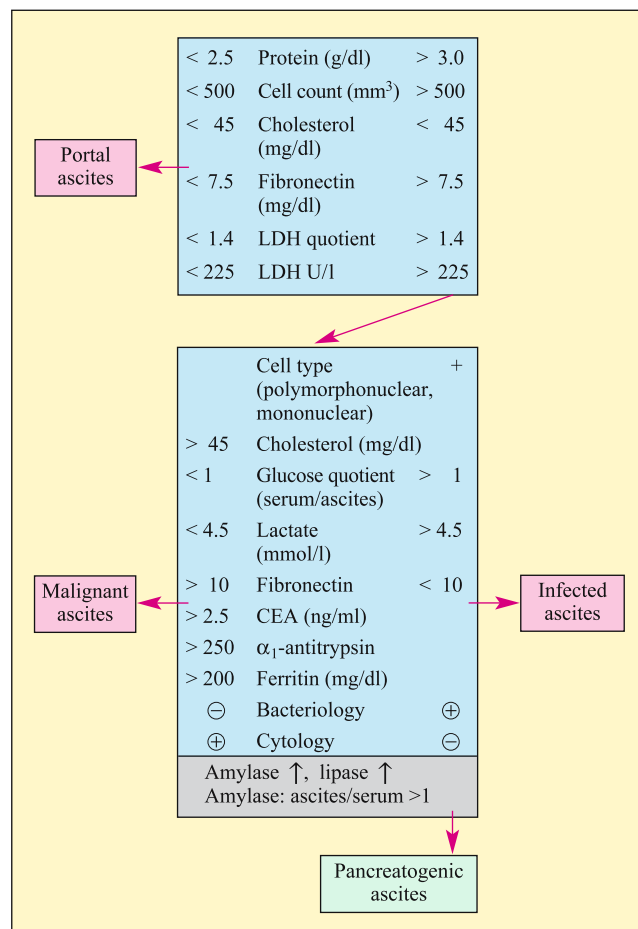 < 2.5 Protein (g/dl) > 3.0
< 500 Cell count (mm³) > 500
< 45 Cholesterol < 45
(mg/dl)
Portal
ascites
< 7.5 Fibronectin > 7.5
(mg/dl)
< 1.4 LDH quotient > 1.4
< 225 LDH U/l > 225
Cell type +
(polymorphonuclear,
mononuclear)
> 45 Cholesterol (mg/dl)
< 1 Glucose quotient > 1
(serum/ascites)
< 4.5 Lactate > 4.5
(mmol/l)
Malignant
ascites
> 10 Fibronectin < 10
Infected
ascites
> 2.5 CEA (ng/ml)
> 250 α₁-antitrypsin
> 200 Ferritin (mg/dl)
⊖ Bacteriology ⊕
⊕ Cytology ⊖
Amylase ↑, lipase ↑
Amylase: ascites/serum >1
Pancreatogenic
ascites